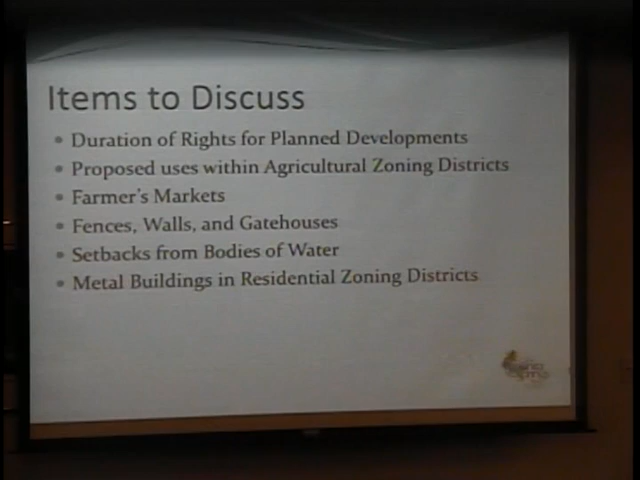 Items to Discuss
• Duration of Rights for Planned Developments
• Proposed uses within Agricultural Zoning Districts
• Farmer's Markets
• Fences, Walls, and Gatehouses
• Setbacks from Bodies of Water
• Metal Buildings in Residential Zoning Districts